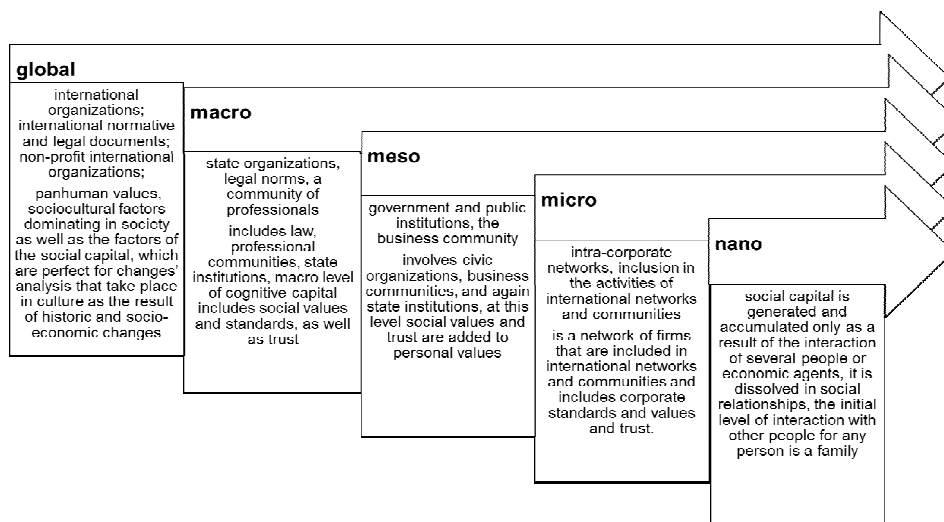 global
international
organizations;
international normative
and legal documents;
non-profit international
organizations;
panhuman values,
sociocultural factors
dominating in sociciety
as well as the factors of
the social capital, which
are perfect for changes'
analysis that take place
in culture as the result
of historic and socio-
economic changes
macro
state organizations,
legal norms, a
community of
professionals
includes law,
professional
communities, state
institutions, macro level
of cognitive capital
includes social values
and standards, as well
as trust
meso
government and public
institutions, the
business community
involves civic
organizations, business
communities, and again
state institutions, at this
level social values and
trust are added to
personal values
micro
intra-corporate
networks, inclusion in
the activities of
international networks
and communities
is a network of firms
that are included in
international networks
and communities and
includes corporate
standards and values
and trust.
nano
social capital is
generated and
accumulated only as a
result of the interaction
of several people or
economic agents, it is
dissolved in social
relationships, the initial
level of interaction with
other people for any
person is a family